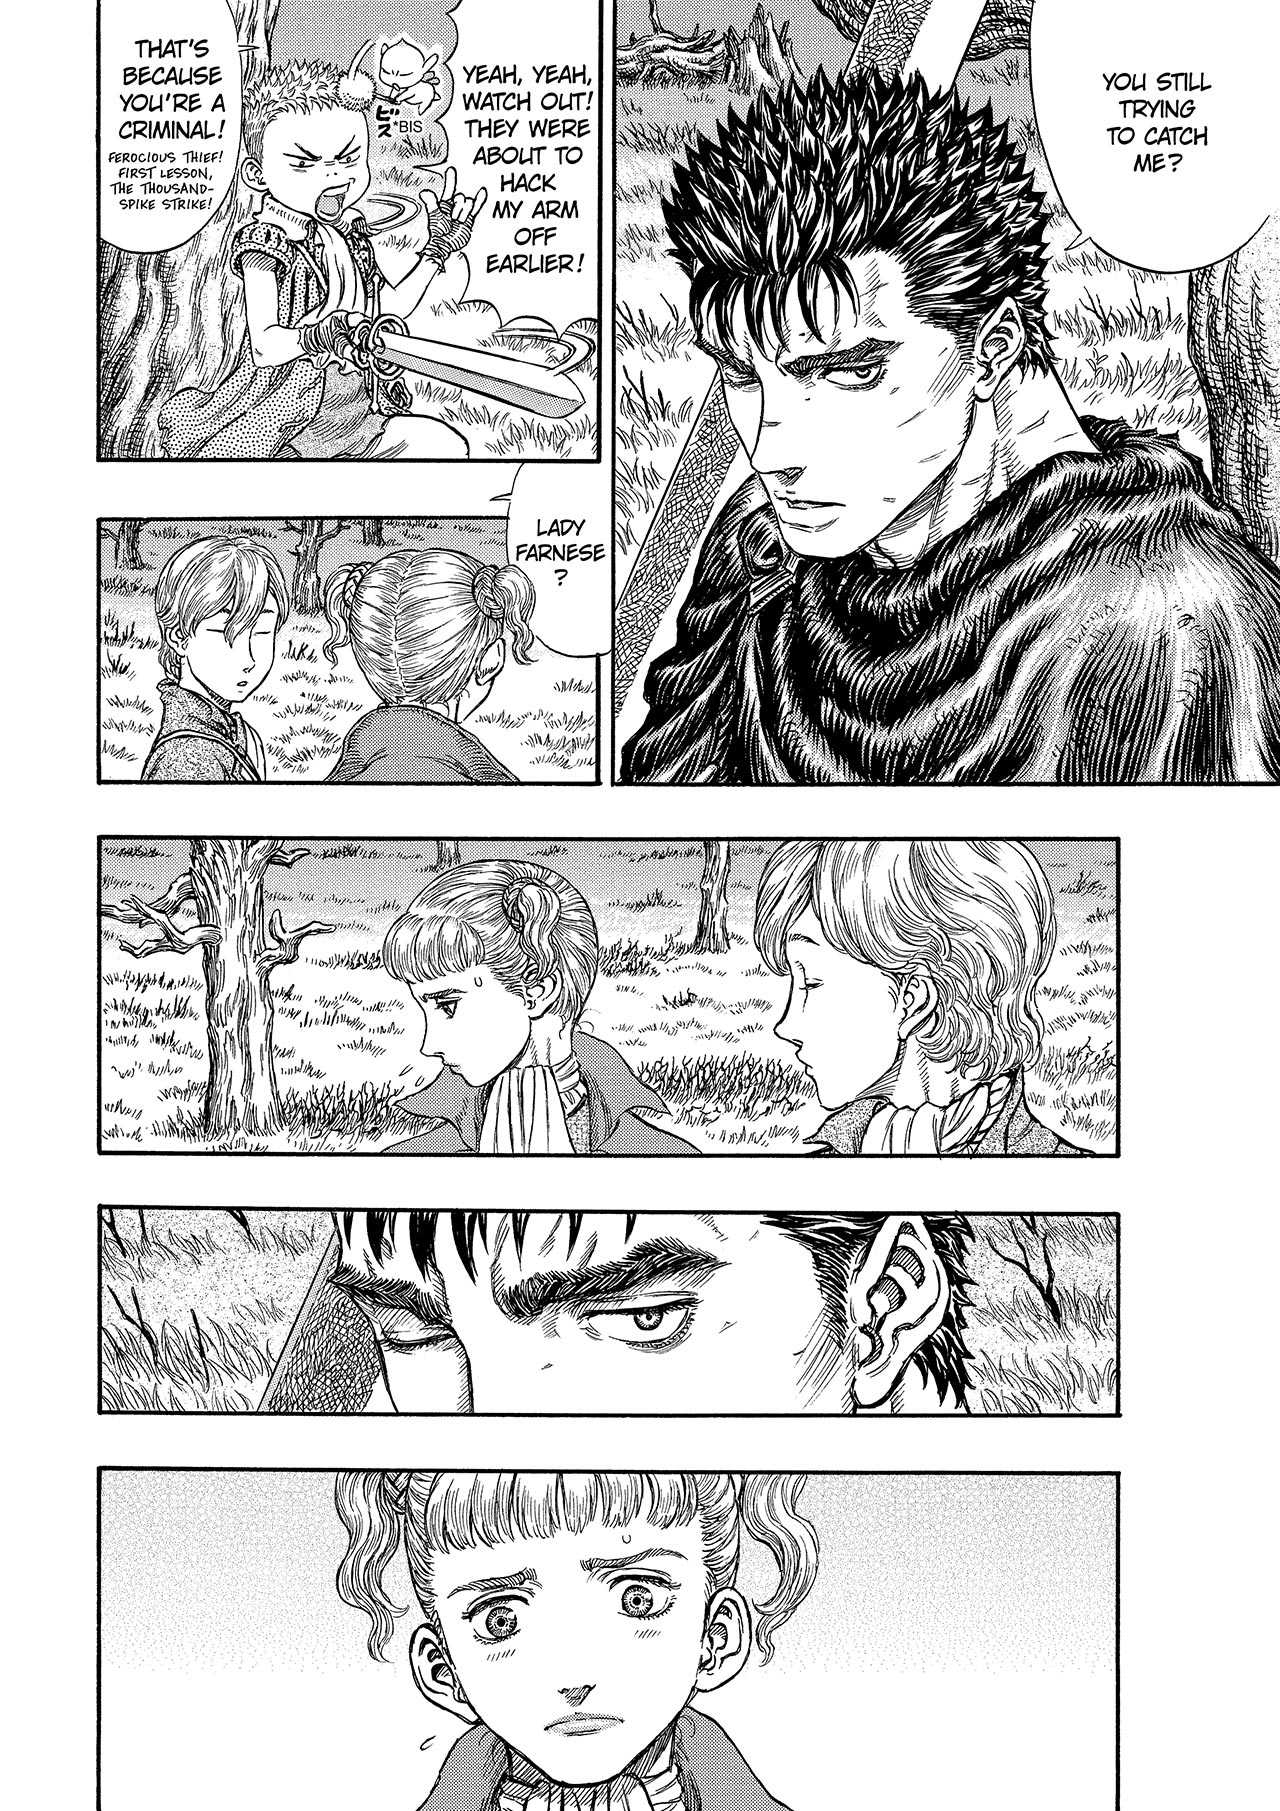 YOU STILL
TRYING
TO CATCH
ME?
YEAH, YEAH,
WATCH OUT!
THEY WERE
ABOUT TO
HACK
MY ARM
OFF
EARLIER!
ビス
*BIS
THAT'S
BECAUSE
YOU'RE A
CRIMINAL!
FEROCIOUS THIEF!
FIRST LESSON,
THE THOUSAND-
SPIKE STRIKE!
LADY
FARNESE
?